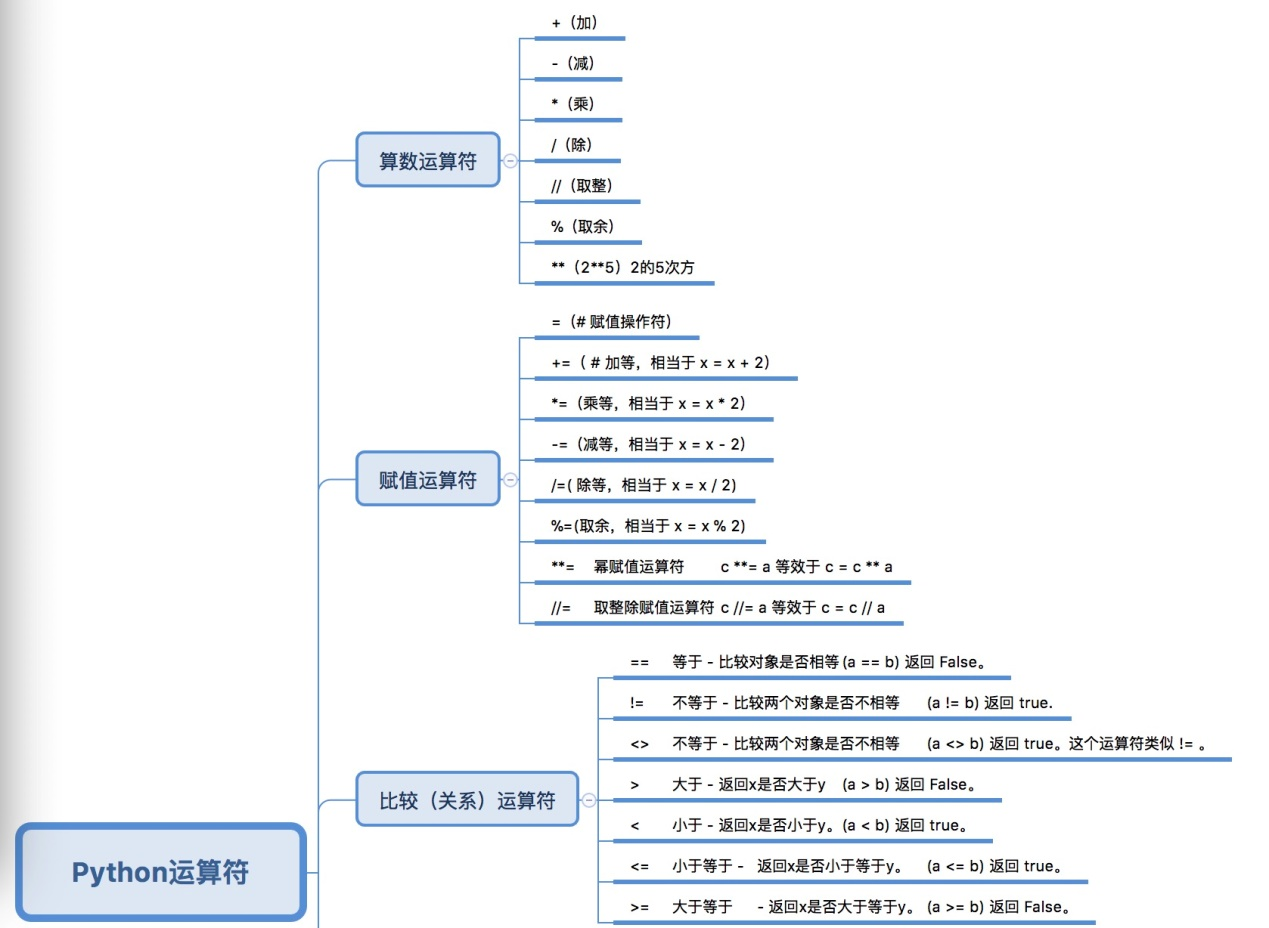 +（加）
-（减）
*（乘）
/（除）
//（取整）
%（取余）
**（2**5）2的5次方
算数运算符
=（# 赋值操作符）
+=（ # 加等，相当于 x = x + 2）
*=（乘等，相当于 x = x * 2）
-=（减等，相当于 x = x - 2）
/=( 除等，相当于 x = x / 2)
%=(取余，相当于 x = x % 2)
**= 幂赋值运算符 c **= a 等效于 c = c ** a
//= 取整除赋值运算符 c //= a 等效于 c = c // a
赋值运算符
== 等于 - 比较对象是否相等 (a == b) 返回 False。
!= 不等于 - 比较两个对象是否不相等 (a != b) 返回 true.
<> 不等于 - 比较两个对象是否不相等 (a <> b) 返回 true。这个运算符类似 != 。
> 大于 - 返回x是否大于y (a > b) 返回 False。
< 小于 - 返回x是否小于y。(a < b) 返回 true。
<= 小于等于 - 返回x是否小于等于y。 (a <= b) 返回 true。
>= 大于等于 - 返回x是否大于等于y。 (a >= b) 返回 False。
比较（关系）运算符
Python运算符